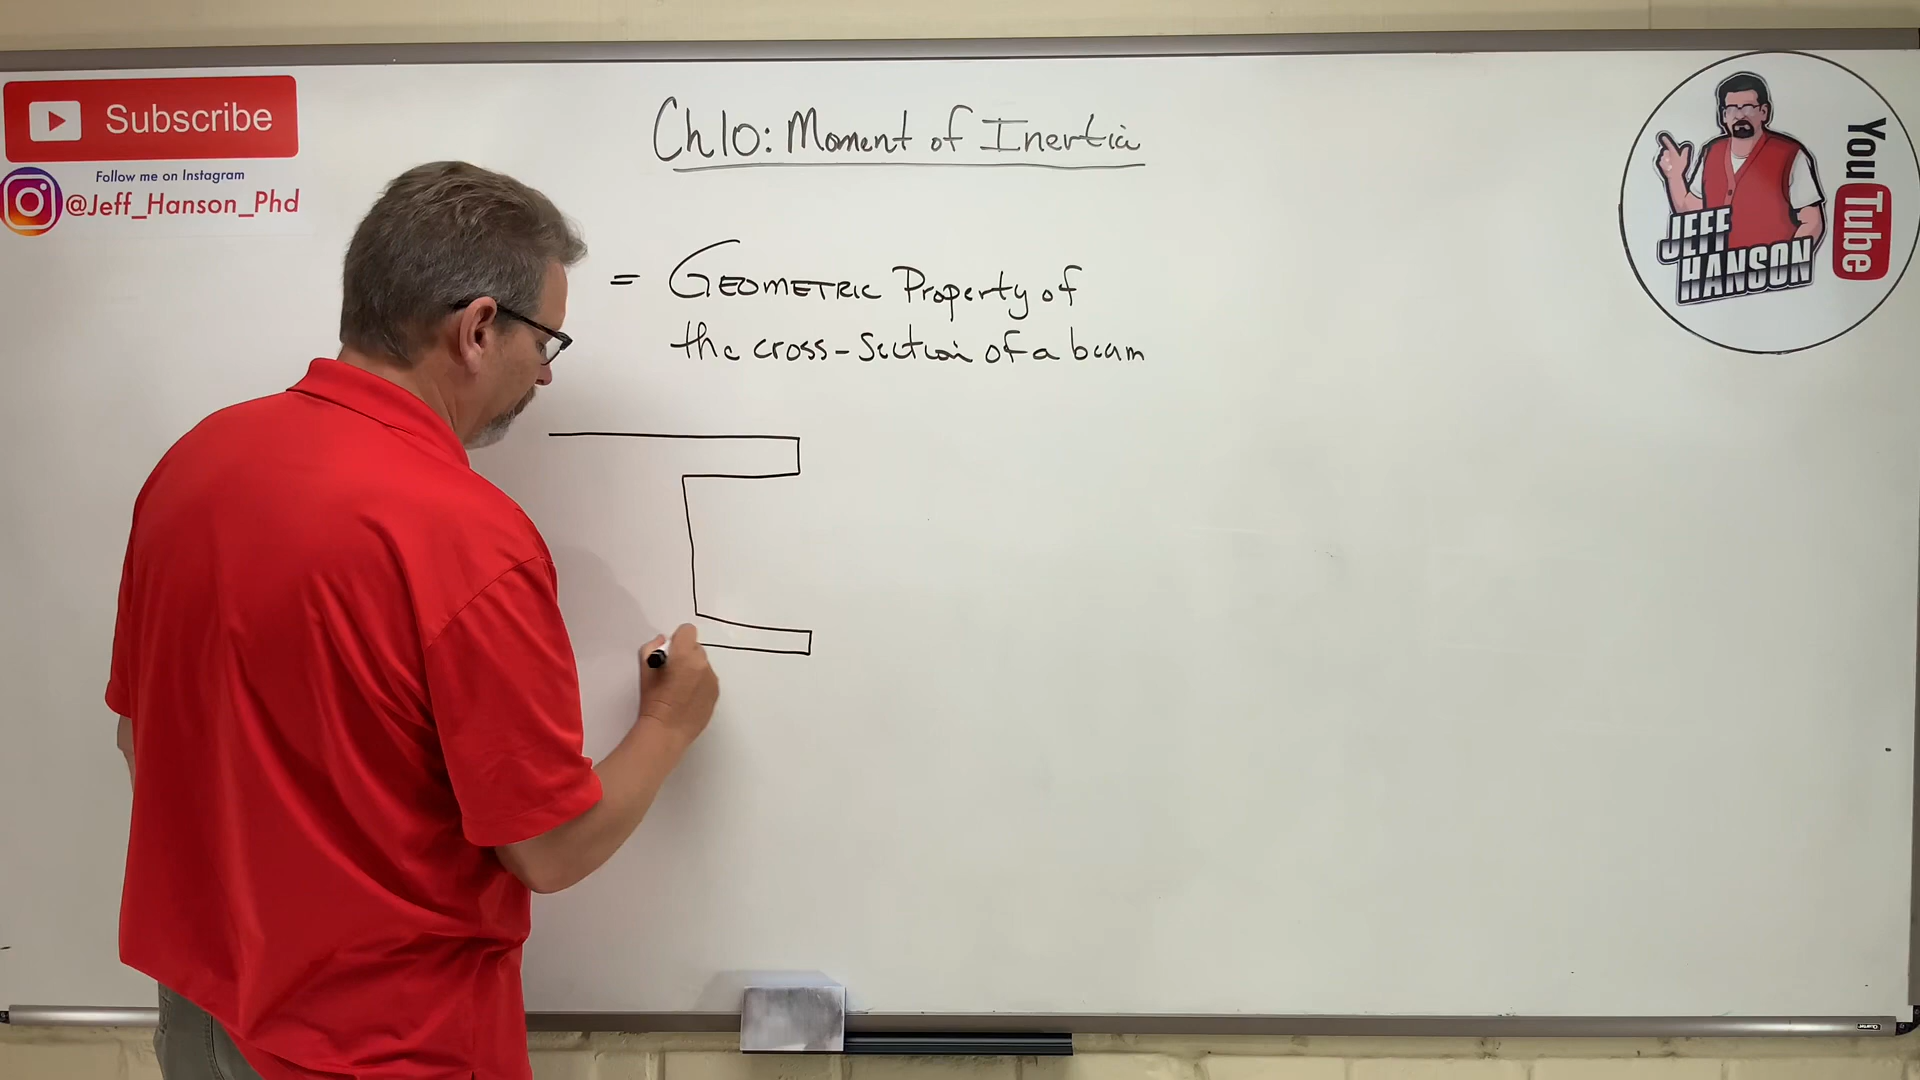 Subscribe
Follow me on Instagram
@Jeff_Hanson_Phd
Ch10: Moment of Inertia
= GEOMETRIC Property of
the cross-section of a beam
JEFF
HANSON
YouTube